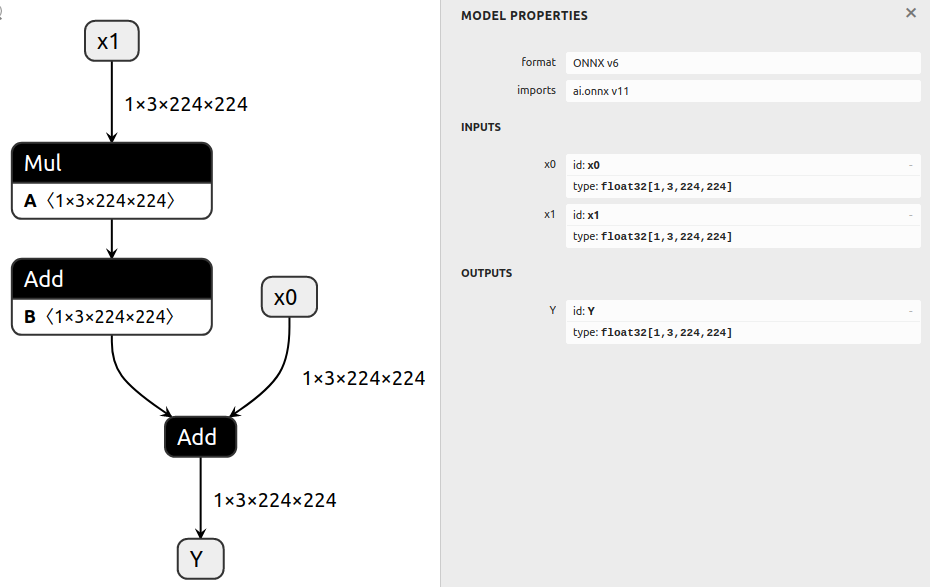 x1
1×3×224×224
Mul
A 〈1×3×224×224〉
Add
B 〈1×3×224×224〉
x0
1×3×224×224
Add
1×3×224×224
Y
MODEL PROPERTIES
format ONNX v6
imports ai.onnx v11
INPUTS
x0 id: x0
type: float32[1,3,224,224]
x1 id: x1
type: float32[1,3,224,224]
OUTPUTS
Y id: Y
type: float32[1,3,224,224]